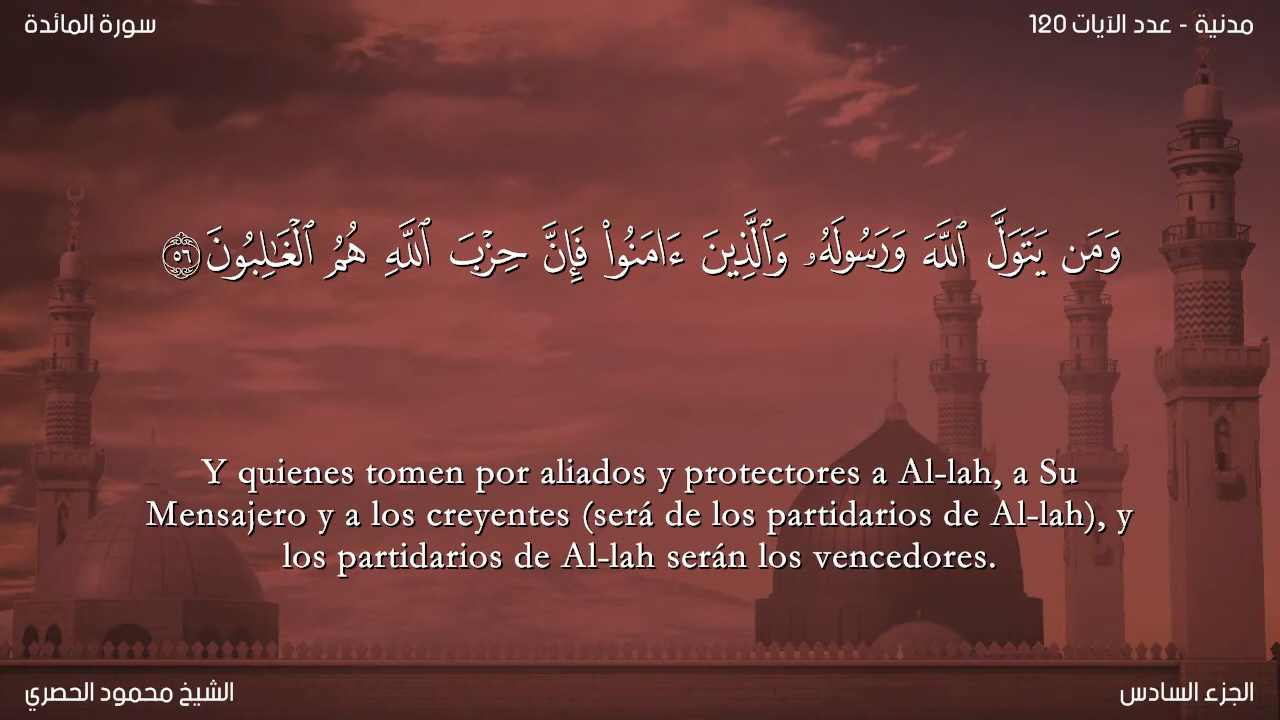 سورة المائدة
مدنية - عدد الآيات 120
وَمَن يَتَوَلَّ ٱللَّهَ وَرَسُولَهُۥ وَٱلَّذِينَ ءَامَنُوا۟ فَإِنَّ حِزْبَ ٱللَّهِ هُمُ ٱلْغَـٰلِبُونَ ٥٦
Y quienes tomen por aliados y protectores a Al-lah, a Su
Mensajero y a los creyentes (será de los partidarios de Al-lah), y
los partidarios de Al-lah serán los vencedores.
الشيخ محمود الحصري
الجزء السادس